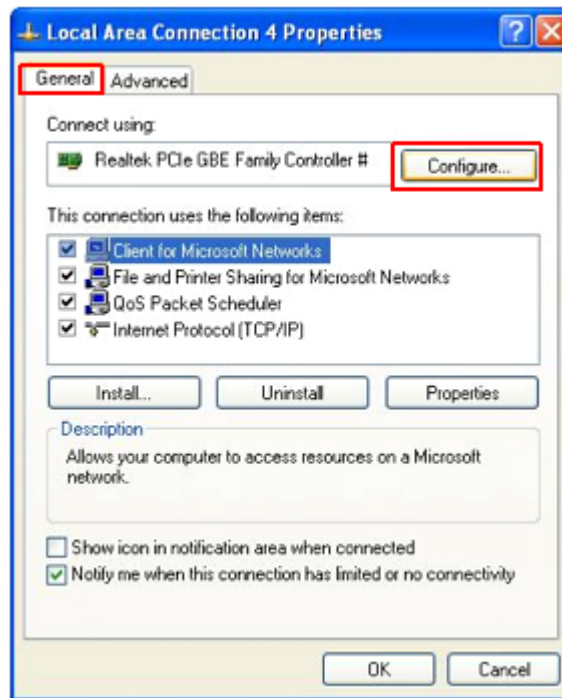 Local Area Connection 4 Properties
General Advanced
Connect using:
Realtek PCIe GBE Family Controller # Configure...
This connection uses the following items:
Client for Microsoft Networks
File and Printer Sharing for Microsoft Networks
QoS Packet Scheduler
Internet Protocol (TCP/IP)
Install... Uninstall Properties
Description
Allows your computer to access resources on a Microsoft
network.
Show icon in notification area when connected
Notify me when this connection has limited or no connectivity
OK Cancel